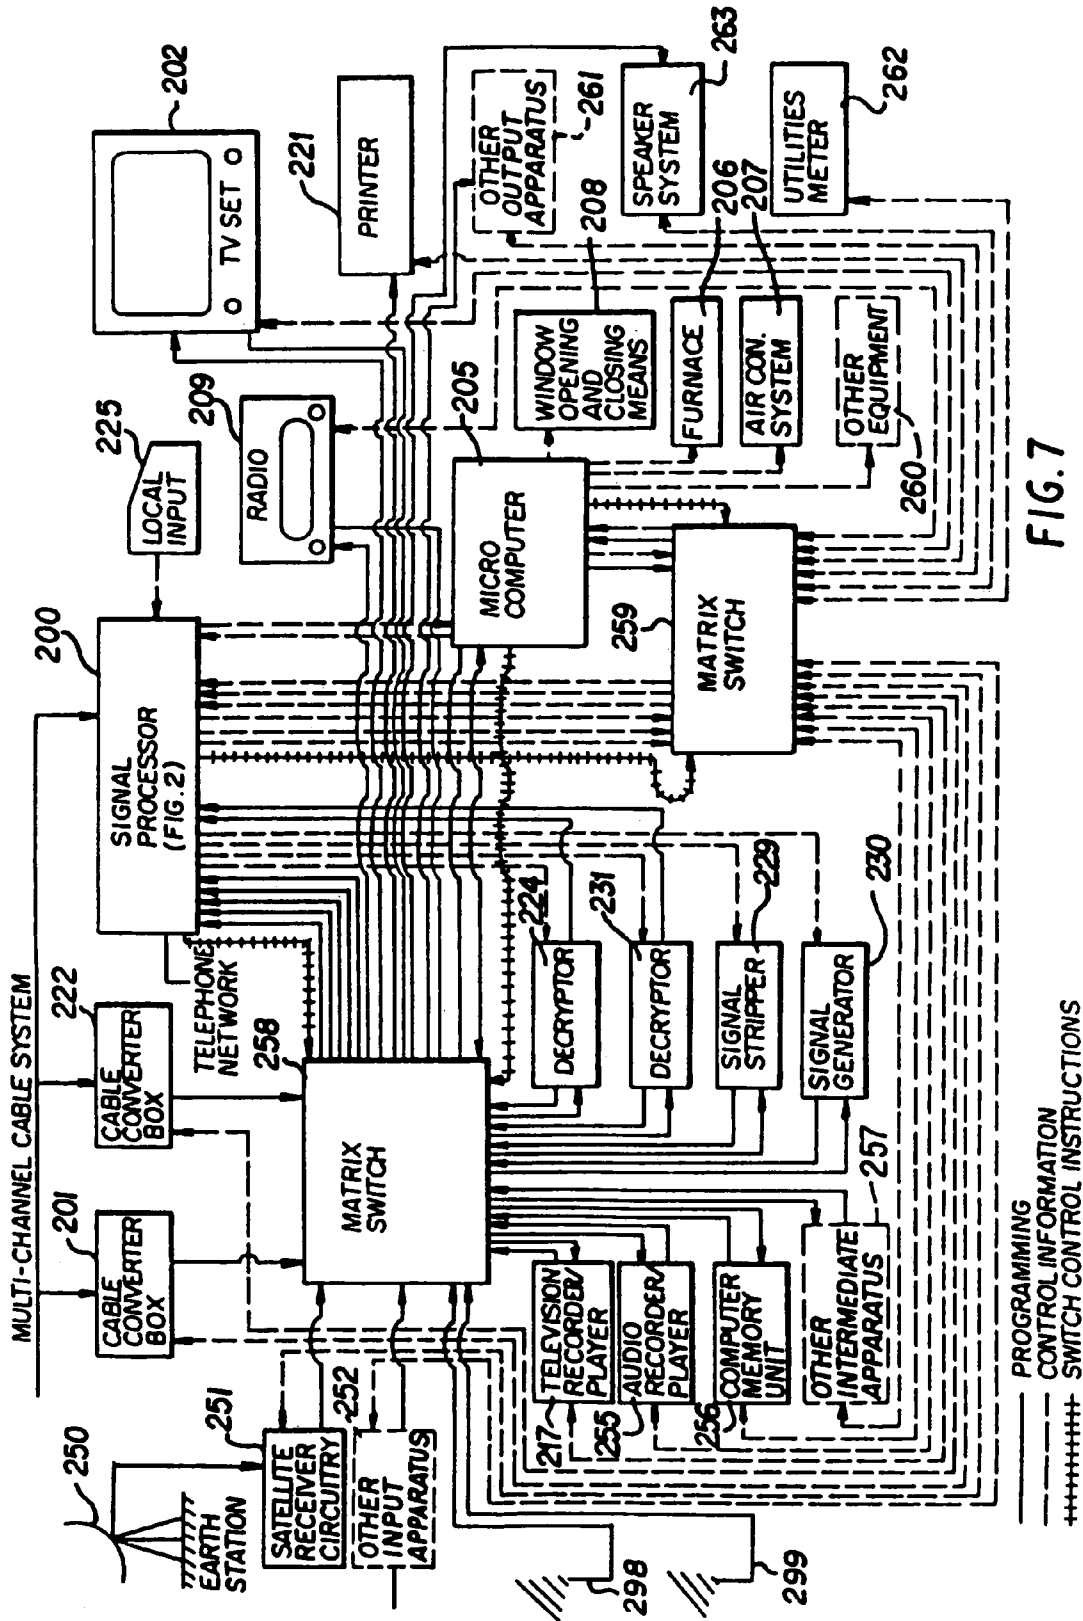 MULTI-CHANNEL CABLE SYSTEM
250
EARTH
STATION
251
SATELLITE
RECEIVER
CIRCUITRY
252
OTHER
INPUT
APPARATUS
298
299
201
CABLE
CONVERTER
BOX
222
CABLE
CONVERTER
BOX
TELEPHONE
NETWORK
200
SIGNAL
PROCESSOR
(FIG. 2)
225
LOCAL
INPUT
209
RADIO
202
TV SET
221
PRINTER
258
MATRIX
SWITCH
205
MICRO
COMPUTER
OTHER
OUTPUT
APPARATUS
261
208
WINDOW
OPENING
AND
CLOSING
MEANS
SPEAKER
SYSTEM
263
FURNACE
206
AIR CON.
SYSTEM
207
UTILITIES
METER
262
OTHER
EQUIPMENT
260
259
MATRIX
SWITCH
224
DECRYPTOR
231
DECRYPTOR
SIGNAL
STRIPPER
229
SIGNAL
GENERATOR
230
217
TELEVISION
RECORDER/
PLAYER
255
AUDIO
RECORDER/
PLAYER
256
COMPUTER
MEMORY
UNIT
OTHER
INTERMEDIATE
APPARATUS
257
PROGRAMMING
CONTROL INFORMATION
SWITCH CONTROL INSTRUCTIONS
FIG. 7